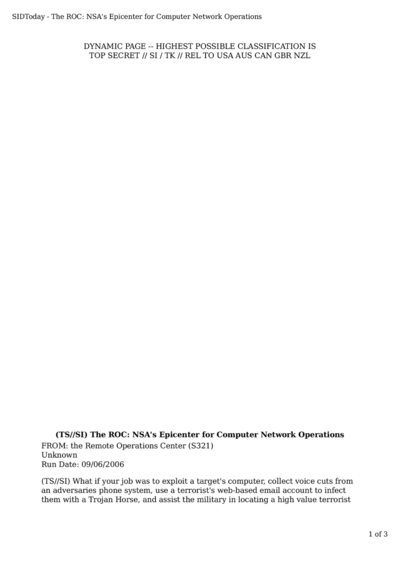 SIDToday - The ROC: NSA's Epicenter for Computer Network Operations
DYNAMIC PAGE -- HIGHEST POSSIBLE CLASSIFICATION IS
TOP SECRET // SI / TK // REL TO USA AUS CAN GBR NZL
(TS//SI) The ROC: NSA's Epicenter for Computer Network Operations
FROM: the Remote Operations Center (S321)
Unknown
Run Date: 09/06/2006
(TS//SI) What if your job was to exploit a target's computer, collect voice cuts from
an adversaries phone system, use a terrorist's web-based email account to infect
them with a Trojan Horse, and assist the military in locating a high value terrorist
1 of 3